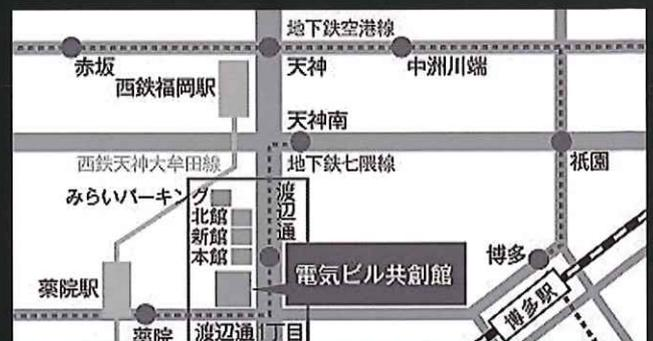 地下鉄空港線
赤坂
天神
中洲川端
西鉄福岡駅
天神南
西鉄天神大牟田線
地下鉄七隈線
祇園
みらいパーキング
渡辺通
北館
新館
本館
電気ビル共創館
博多
博多駅
薬院駅
薬院
渡辺通1丁目